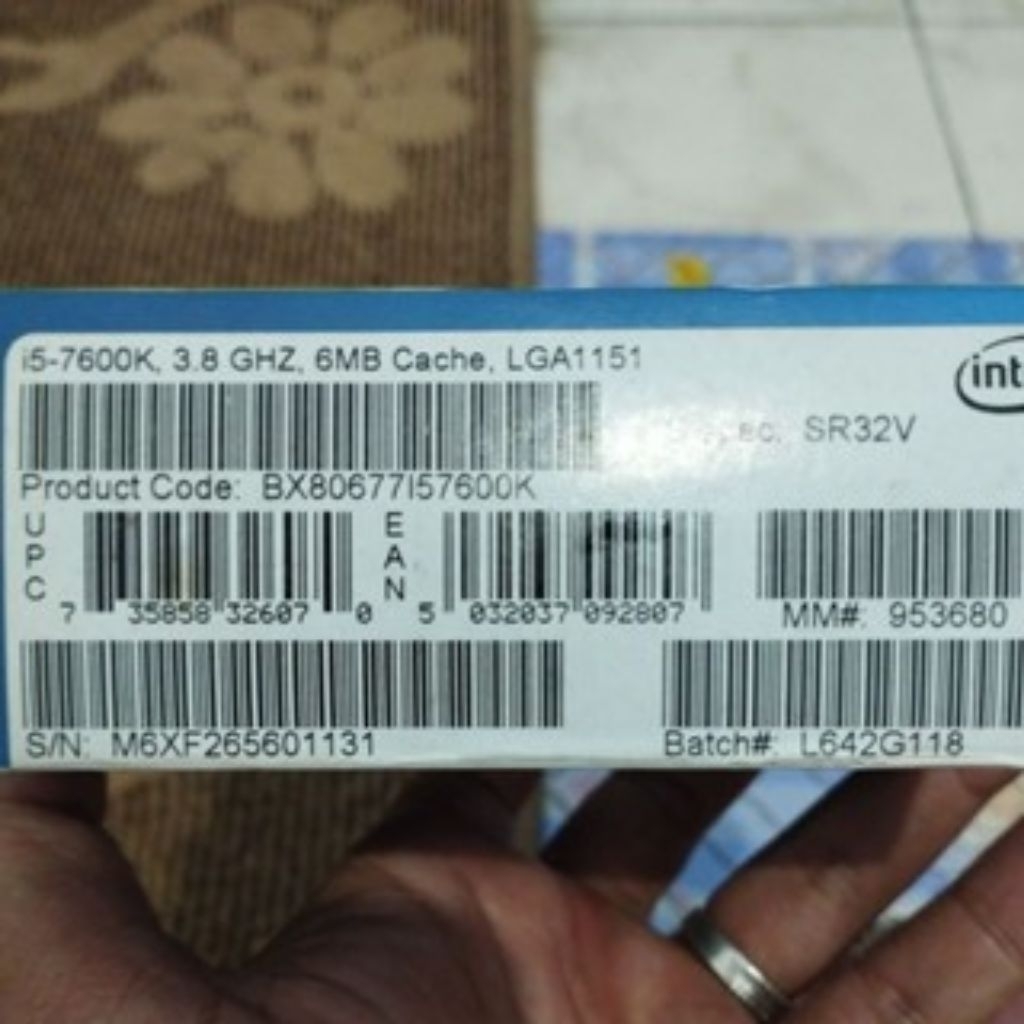 i5-7600K, 3.8 GHZ, 6MB Cache, LGA1151
int
SR32V
Product Code: BX80677I57600K
UPC
7 35858 32607 0
EAN
5 032037 092807
MM#: 953680
S/N: M6XF265601131
Batch#: L642G118